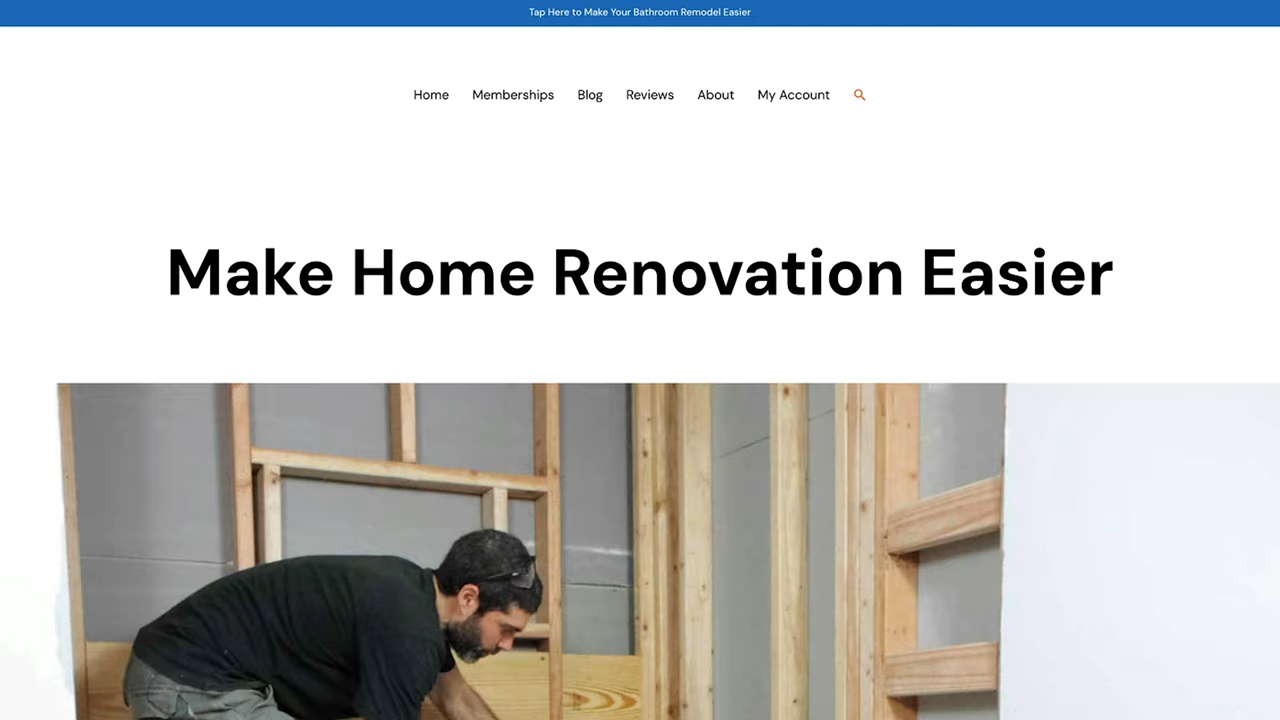 Tap Here to Make Your Bathroom Remodel Easier
Home Memberships Blog Reviews About My Account
Make Home Renovation Easier